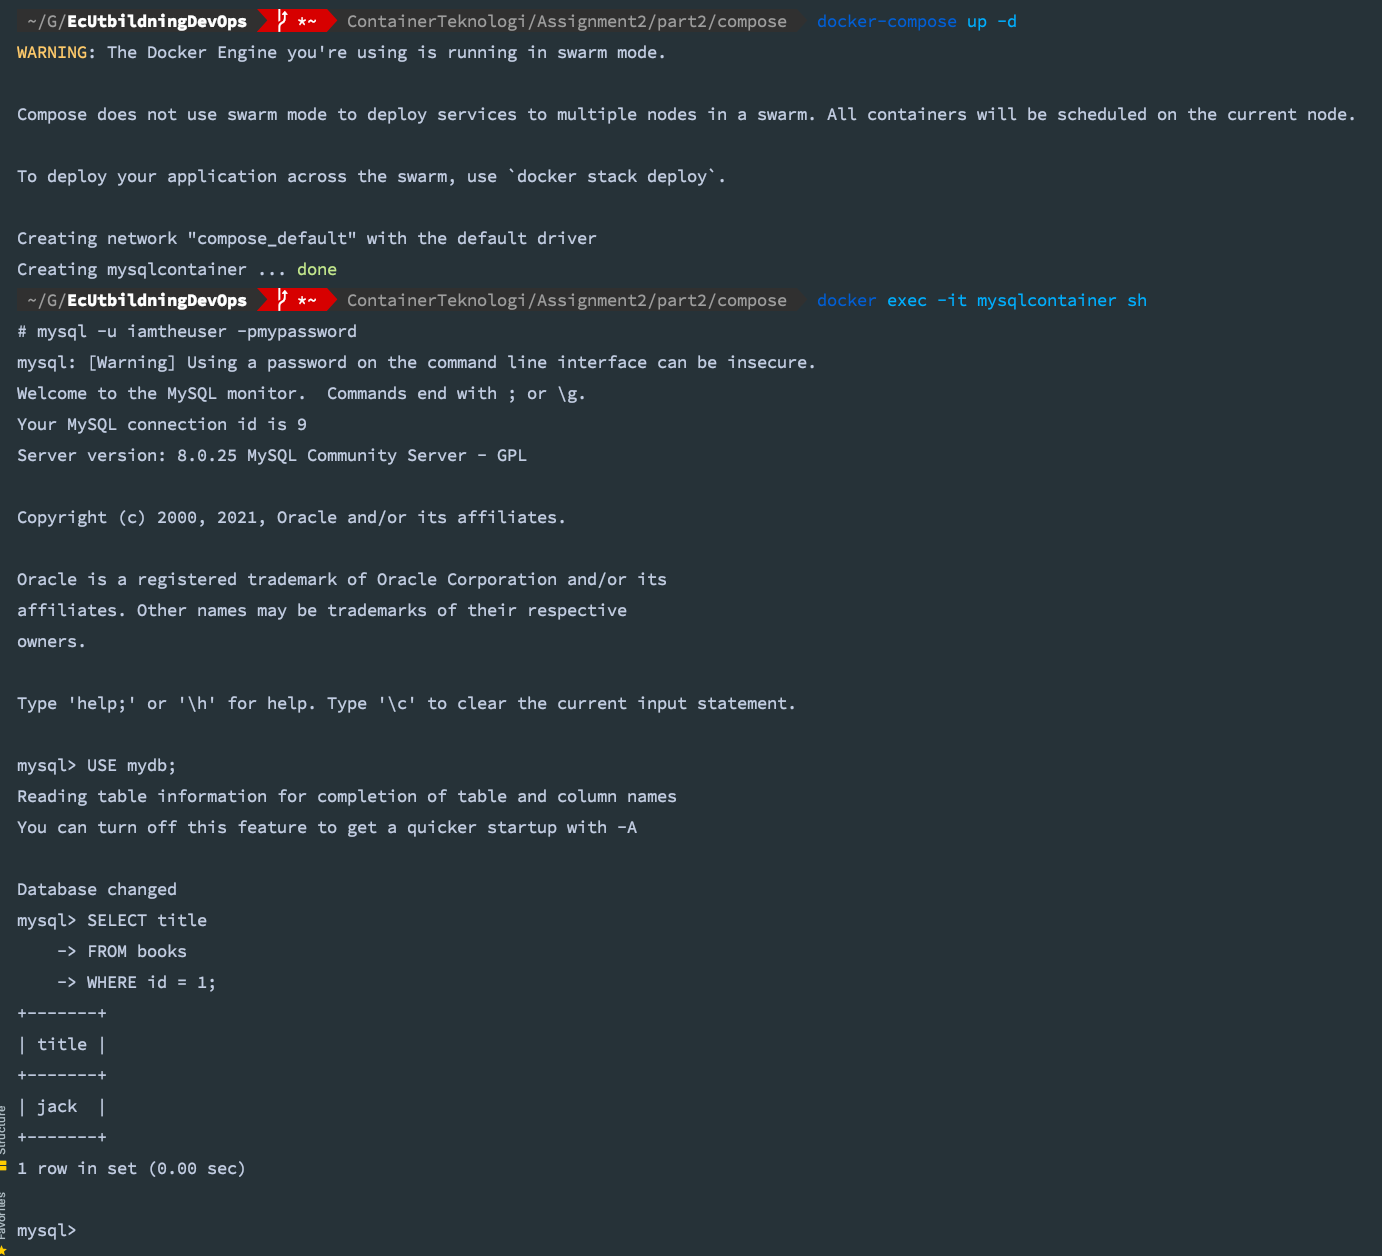 ~/G/EcUtbildningDevOps *~ ContainerTeknologi/Assignment2/part2/compose docker-compose up -d
WARNING: The Docker Engine you're using is running in swarm mode.
Compose does not use swarm mode to deploy services to multiple nodes in a swarm. All containers will be scheduled on the current node.
To deploy your application across the swarm, use `docker stack deploy`.
Creating network "compose_default" with the default driver
Creating mysqlcontainer ... done
~/G/EcUtbildningDevOps *~ ContainerTeknologi/Assignment2/part2/compose docker exec -it mysqlcontainer sh
# mysql -u iamtheuser -pmypassword
mysql: [Warning] Using a password on the command line interface can be insecure.
Welcome to the MySQL monitor.  Commands end with ; or \g.
Your MySQL connection id is 9
Server version: 8.0.25 MySQL Community Server - GPL
Copyright (c) 2000, 2021, Oracle and/or its affiliates.
Oracle is a registered trademark of Oracle Corporation and/or its
affiliates. Other names may be trademarks of their respective
owners.
Type 'help;' or '\h' for help. Type '\c' to clear the current input statement.
mysql> USE mydb;
Reading table information for completion of table and column names
You can turn off this feature to get a quicker startup with -A
Database changed
mysql> SELECT title
    -> FROM books
    -> WHERE id = 1;
+-------+
| title |
+-------+
| jack  |
+-------+
1 row in set (0.00 sec)
mysql>
Structure
Favorites